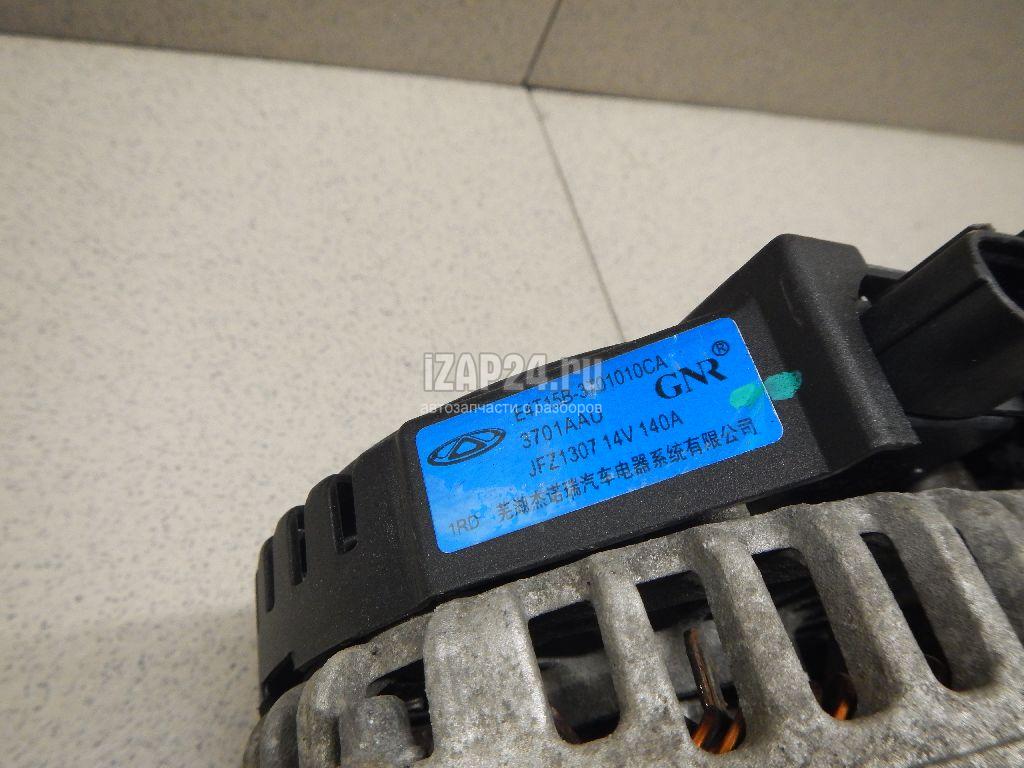 iZAP24.ru
автозапчасти с разборов
GNR®
3701AAU
JFZ1307 14V 140A
1RD 芜湖杰诺瑞汽车电器系统有限公司